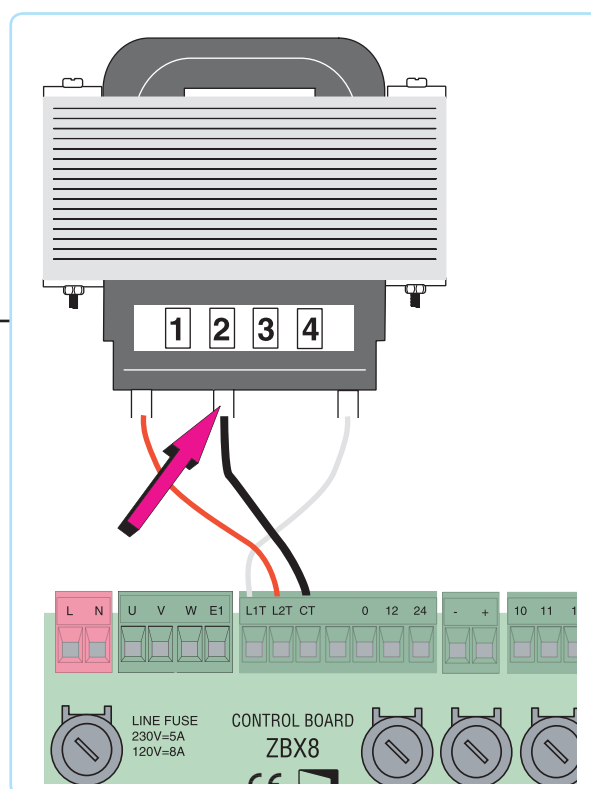 1 2 3 4
L N U V W E1 L1T L2T CT 0 12 24 - + 10 11
LINE FUSE
230V=5A
120V=8A
CONTROL BOARD
ZBX8